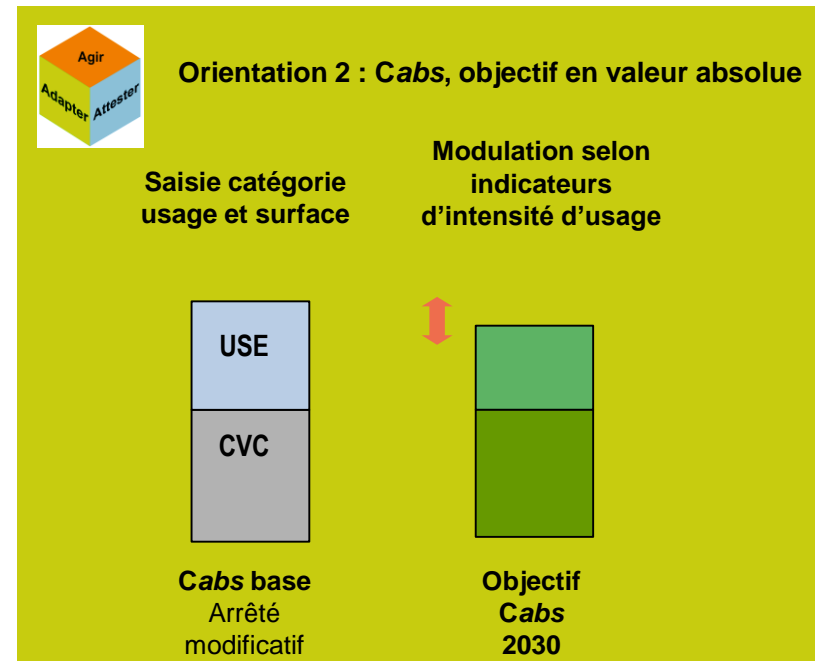 Agir
Adapter
Attester
Orientation 2 : Cabs, objectif en valeur absolue
Saisie catégorie
usage et surface
Modulation selon
indicateurs
d'intensité d'usage
USE
CVC
Cabs base
Arrêté
modificatif
Objectif
Cabs
2030